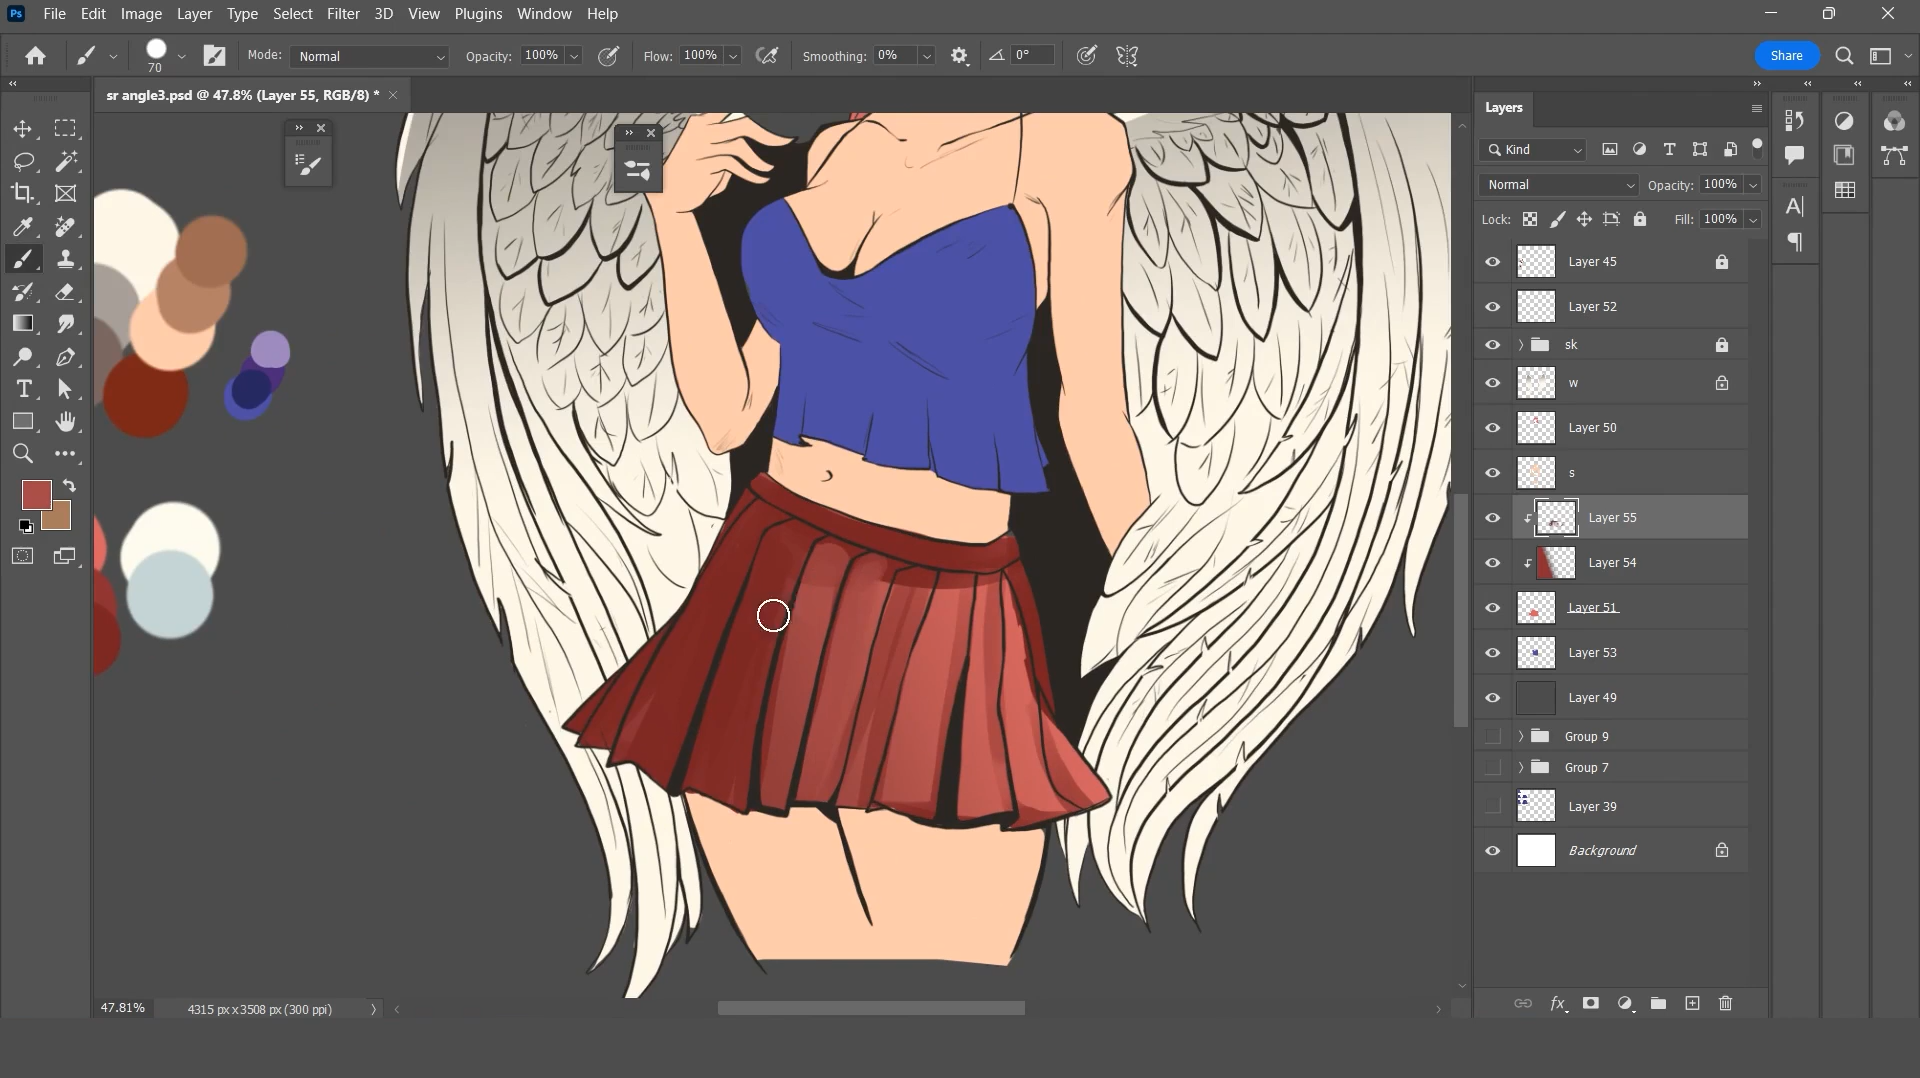 Ps File Edit Image Layer Type Select Filter 3D View Plugins Window Help
70 Mode: Normal Opacity: 100% Flow: 100% Smoothing: 0% 0° Share
sr angle3.psd @ 47.8% (Layer 55, RGB/8) *
Layers
Kind
Normal Opacity: 100%
Lock: Fill: 100%
Layer 45
Layer 52
sk
w
Layer 50
s
Layer 55
Layer 54
Layer 51
Layer 53
Layer 49
Group 9
Group 7
Layer 39
Background
47.81% 4315 px x 3508 px (300 ppi)